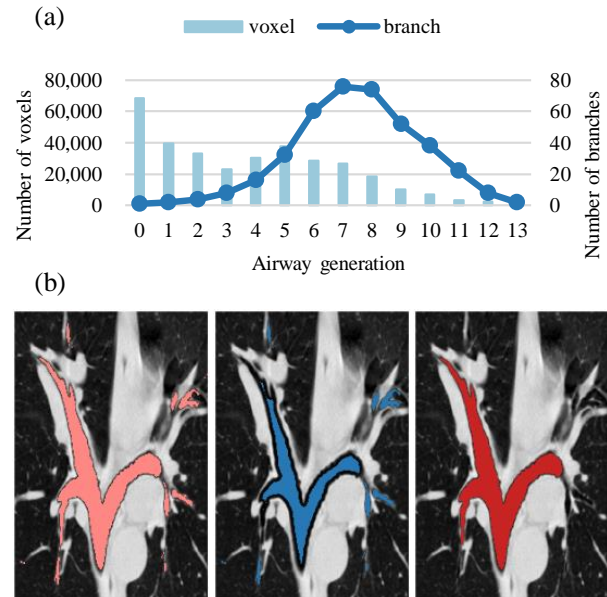 (a)
voxel branch
Number of voxels
80,000
60,000
40,000
20,000
0
80
60
40
20
0
Number of branches
0 1 2 3 4 5 6 7 8 9 10 11 12 13
Airway generation
(b)